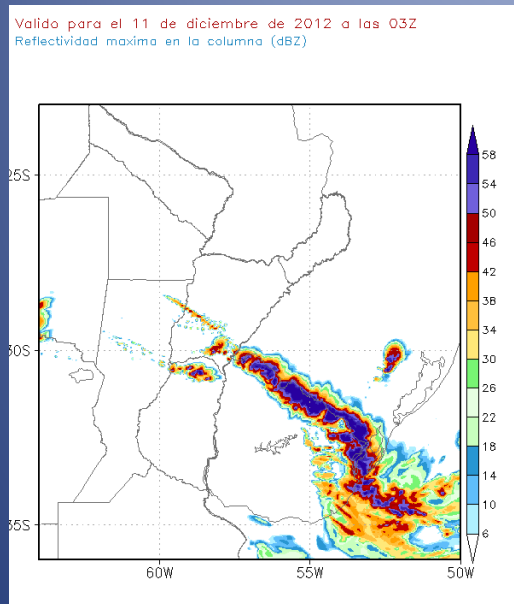 Valido para el 11 de diciembre de 2012 a las 03Z
Reflectividad maxima en la columna (dBZ)
25S
30S
35S
60W
55W
50W
58
54
50
46
42
38
34
30
26
22
18
14
10
6